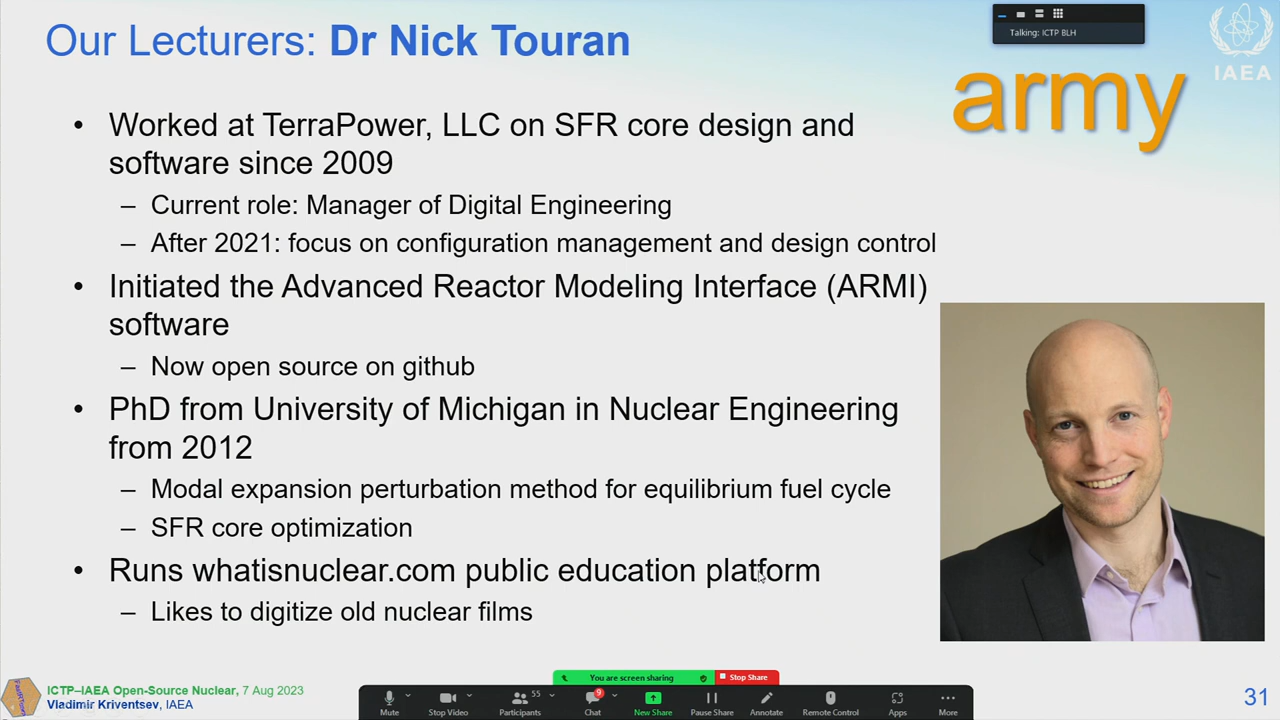 Our Lecturers: Dr Nick Touran
Talking: ICTP BLH
IAEA
army
• Worked at TerraPower, LLC on SFR core design and
software since 2009
– Current role: Manager of Digital Engineering
– After 2021: focus on configuration management and design control
• Initiated the Advanced Reactor Modeling Interface (ARMI)
software
– Now open source on github
• PhD from University of Michigan in Nuclear Engineering
from 2012
– Modal expansion perturbation method for equilibrium fuel cycle
– SFR core optimization
• Runs whatisnuclear.com public education platform
– Likes to digitize old nuclear films
You are screen sharing
Stop Share
ICTP–IAEA Open-Source Nuclear, 7 Aug 2023
Vladimir Kriventsev, IAEA
55
9
Mute
Stop Video
Participants
Chat
New Share
Pause Share
Annotate
Remote Control
Apps
More
31